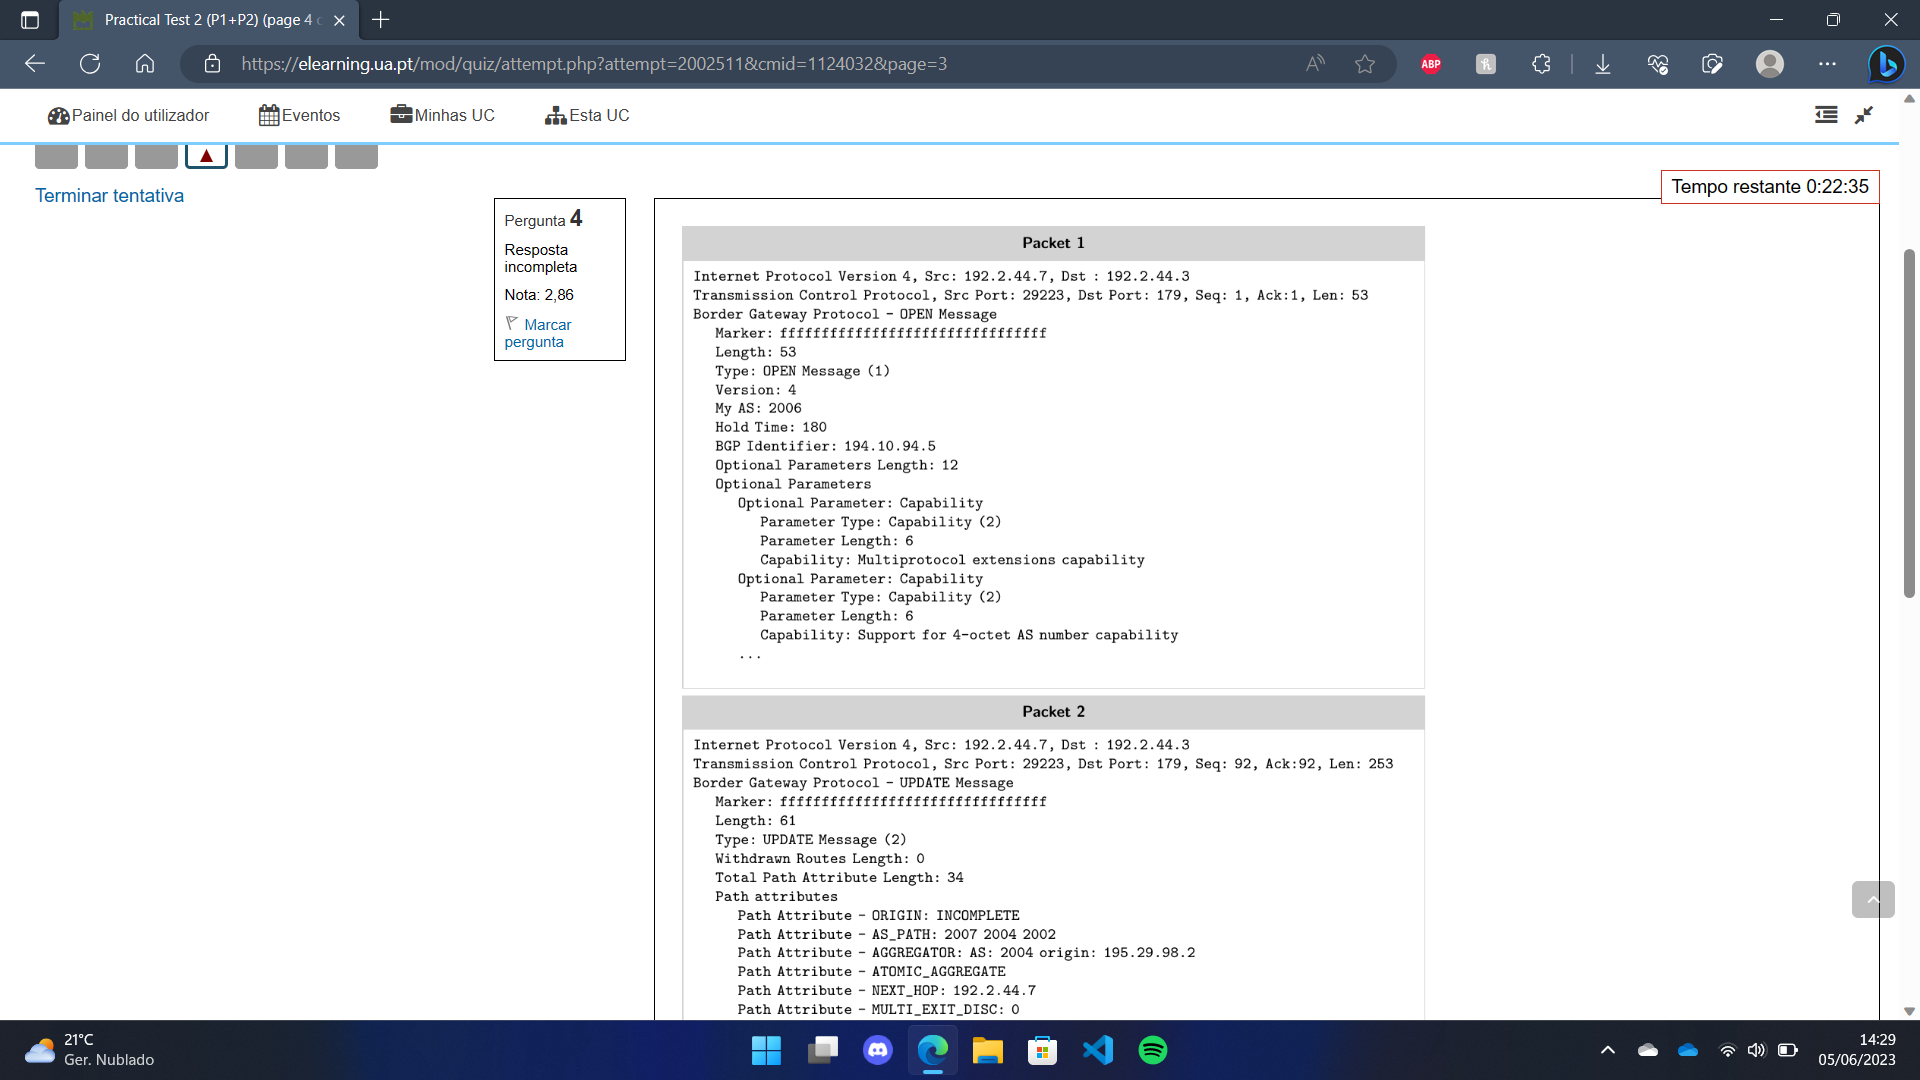 Practical Test 2 (P1+P2) (page 4 o
https://elearning.ua.pt/mod/quiz/attempt.php?attempt=2002511&cmid=1124032&page=3
ABP
Painel do utilizador
Eventos
Minhas UC
Esta UC
Terminar tentativa
Tempo restante 0:22:35
Pergunta 4
Resposta
incompleta
Nota: 2,86
Marcar
pergunta
Packet 1
Internet Protocol Version 4, Src: 192.2.44.7, Dst : 192.2.44.3
Transmission Control Protocol, Src Port: 29223, Dst Port: 179, Seq: 1, Ack:1, Len: 53
Border Gateway Protocol - OPEN Message
Marker: ffffffffffffffffffffffffffffffff
Length: 53
Type: OPEN Message (1)
Version: 4
My AS: 2006
Hold Time: 180
BGP Identifier: 194.10.94.5
Optional Parameters Length: 12
Optional Parameters
Optional Parameter: Capability
Parameter Type: Capability (2)
Parameter Length: 6
Capability: Multiprotocol extensions capability
Optional Parameter: Capability
Parameter Type: Capability (2)
Parameter Length: 6
Capability: Support for 4-octet AS number capability
...
Packet 2
Internet Protocol Version 4, Src: 192.2.44.7, Dst : 192.2.44.3
Transmission Control Protocol, Src Port: 29223, Dst Port: 179, Seq: 92, Ack:92, Len: 253
Border Gateway Protocol - UPDATE Message
Marker: ffffffffffffffffffffffffffffffff
Length: 61
Type: UPDATE Message (2)
Withdrawn Routes Length: 0
Total Path Attribute Length: 34
Path attributes
Path Attribute - ORIGIN: INCOMPLETE
Path Attribute - AS_PATH: 2007 2004 2002
Path Attribute - AGGREGATOR: AS: 2004 origin: 195.29.98.2
Path Attribute - ATOMIC_AGGREGATE
Path Attribute - NEXT_HOP: 192.2.44.7
Path Attribute - MULTI_EXIT_DISC: 0
21°C
Ger. Nublado
14:29
05/06/2023